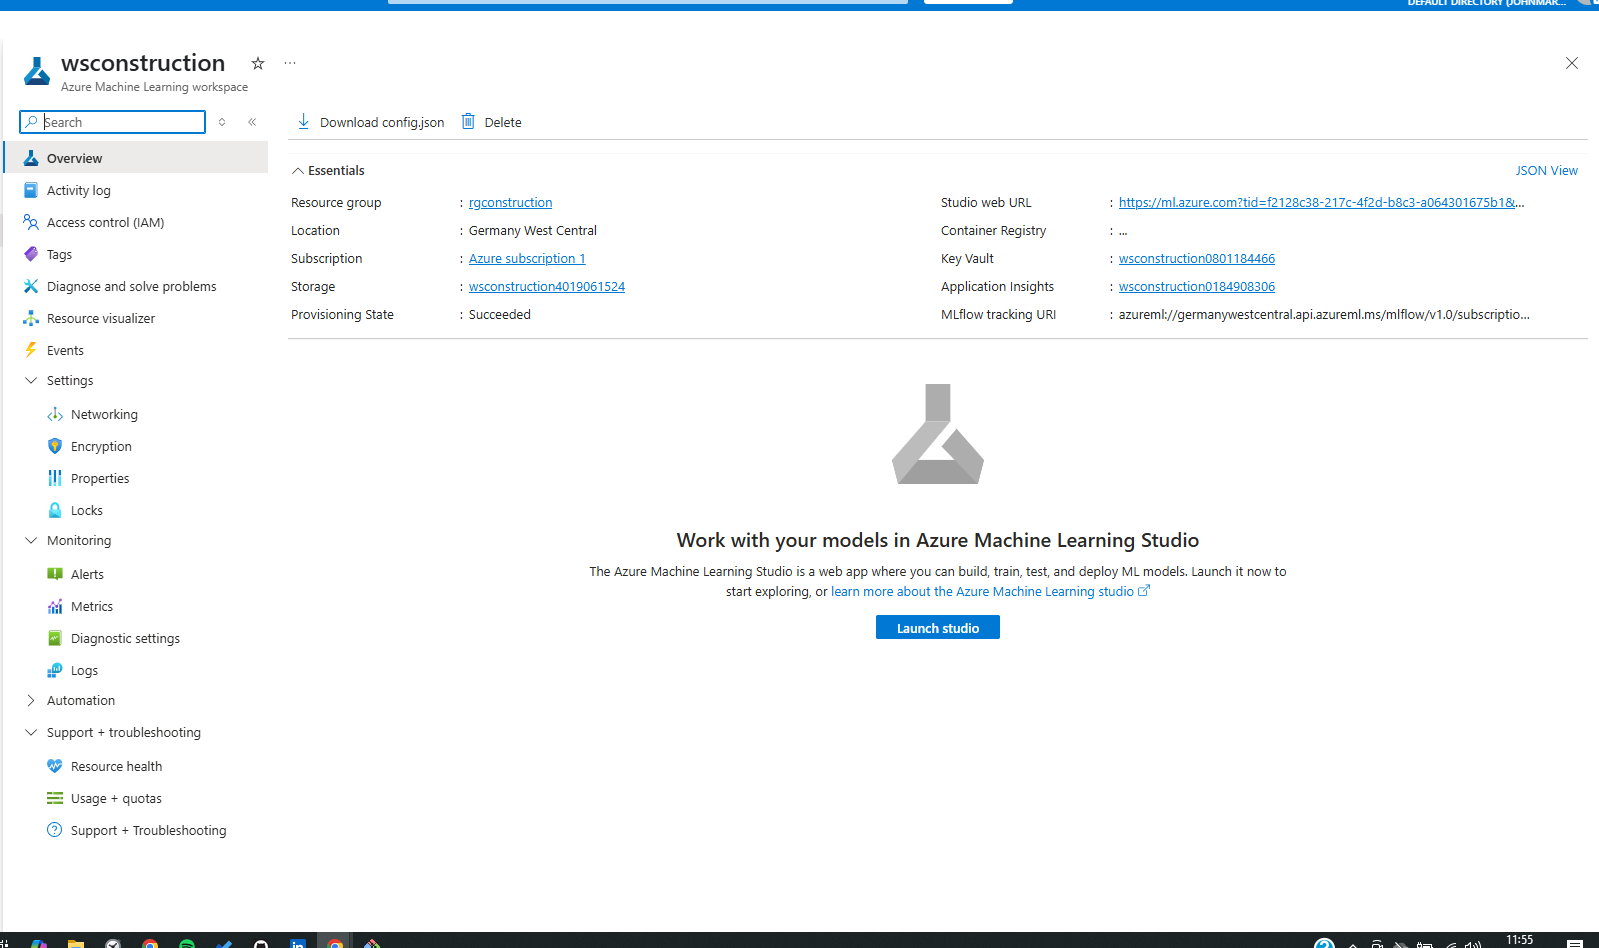 DEFAULT DIRECTORY (JOHNMAR...
wsconstruction
Azure Machine Learning workspace
Search
Download config.json
Delete
Overview
Activity log
Access control (IAM)
Tags
Diagnose and solve problems
Resource visualizer
Events
Settings
Networking
Encryption
Properties
Locks
Monitoring
Alerts
Metrics
Diagnostic settings
Logs
Automation
Support + troubleshooting
Resource health
Usage + quotas
Support + Troubleshooting
Essentials
JSON View
Resource group : rgconstruction
Location : Germany West Central
Subscription : Azure subscription 1
Storage : wsconstruction4019061524
Provisioning State : Succeeded
Studio web URL : https://ml.azure.com?tid=f2128c38-217c-4f2d-b8c3-a064301675b1&...
Container Registry : ...
Key Vault : wsconstruction0801184466
Application Insights : wsconstruction0184908306
MLflow tracking URI : azureml://germanywestcentral.api.azureml.ms/mlflow/v1.0/subscriptio...
Work with your models in Azure Machine Learning Studio
The Azure Machine Learning Studio is a web app where you can build, train, test, and deploy ML models. Launch it now to
start exploring, or learn more about the Azure Machine Learning studio
Launch studio
11:55